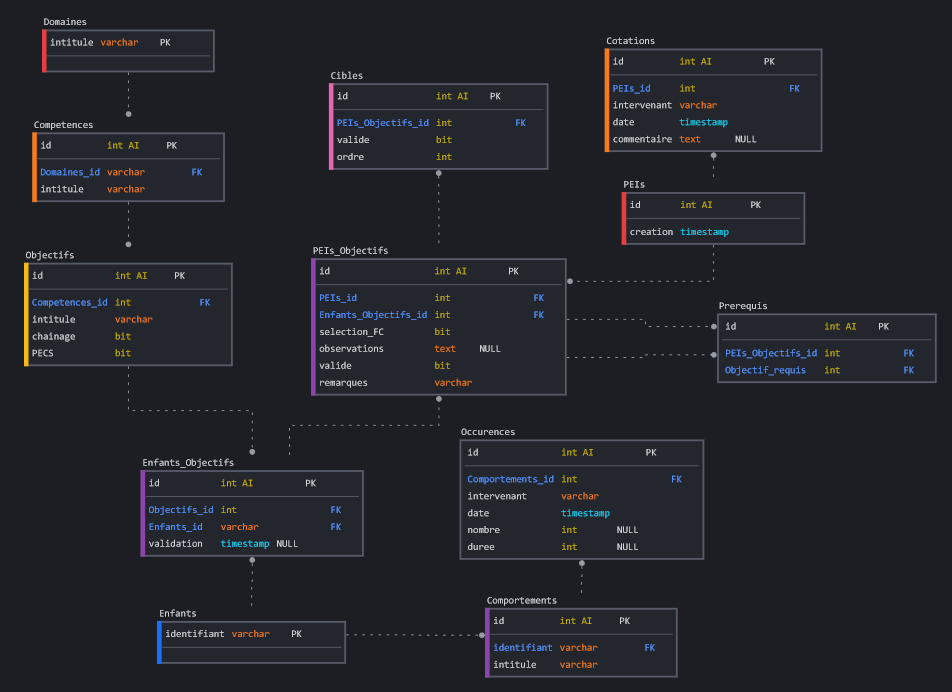 Domaines
intitule varchar PK
Competences
id int AI PK
Domaines_id varchar FK
intitule varchar
Objectifs
id int AI PK
Competences_id int FK
intitule varchar
chainage bit
PECS bit
Cibles
id int AI PK
PEIs_Objectifs_id int FK
valide bit
ordre int
Cotations
id int AI PK
PEIs_id int FK
intervenant varchar
date timestamp
commentaire text NULL
PEIs
id int AI PK
creation timestamp
PEIs_Objectifs
id int AI PK
PEIs_id int FK
Enfants_Objectifs_id int FK
selection_FC bit
observations text NULL
valide bit
remarques varchar
Prerequis
id int AI PK
PEIs_Objectifs_id int FK
Objectif_requis int FK
Enfants_Objectifs
id int AI PK
Objectifs_id int FK
Enfants_id varchar FK
validation timestamp NULL
Occurences
id int AI PK
Comportements_id int FK
intervenant varchar
date timestamp
nombre int NULL
duree int NULL
Enfants
identifiant varchar PK
Comportements
id int AI PK
identifiant varchar FK
intitule varchar